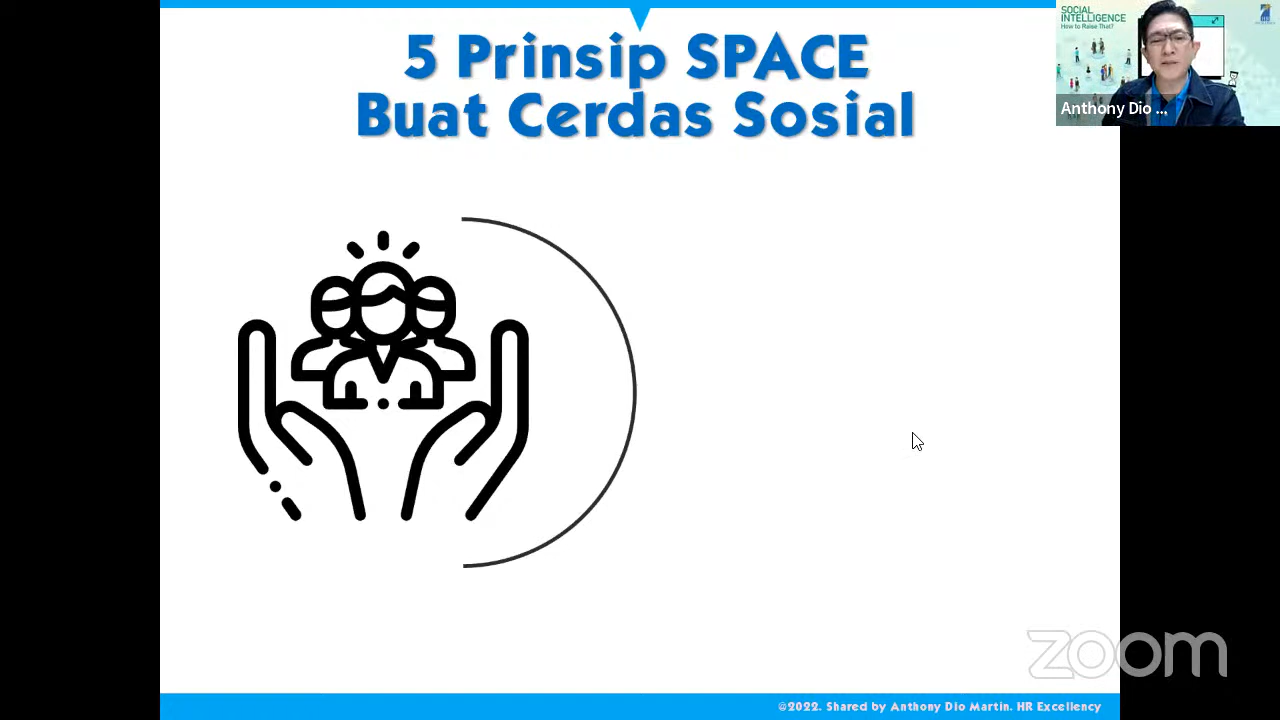 5 Prinsip SPACE
Buat Cerdas Sosial
SOCIAL
INTELLIGENCE
How to Raise That?
Anthony Dio ...
zoom
©2022. Shared by Anthony Dio Martin. HR Excellency